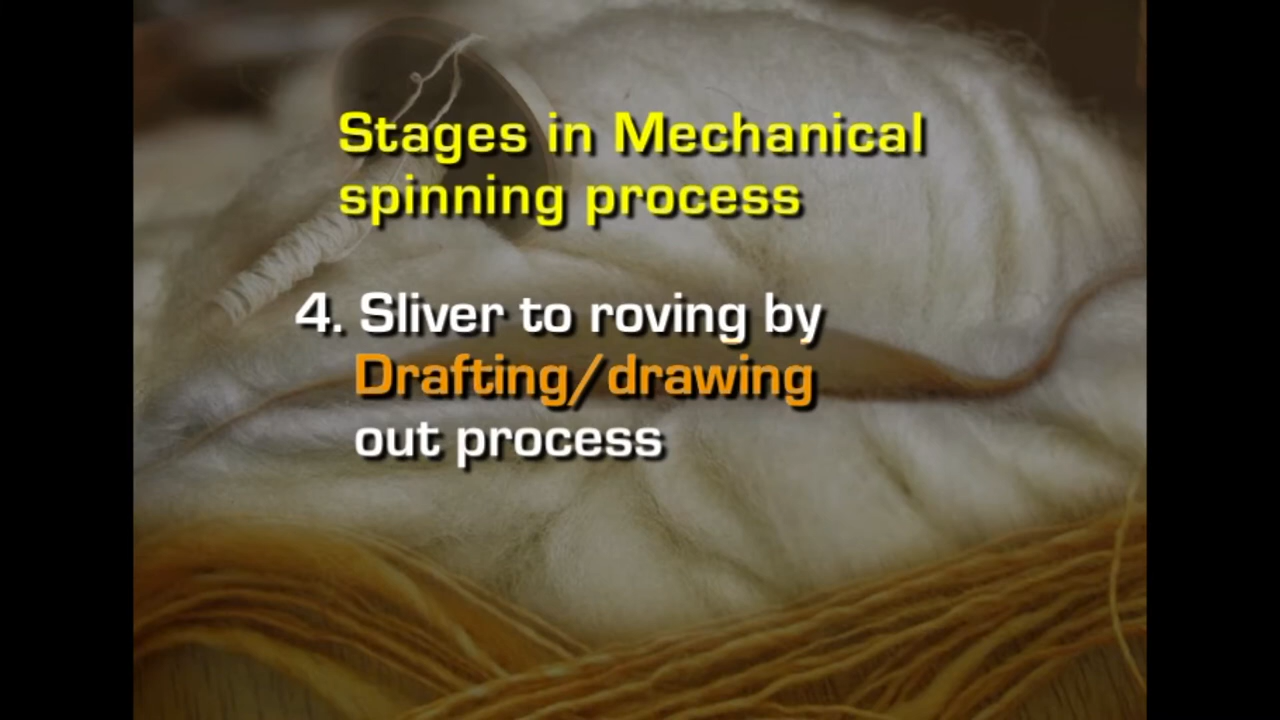 Stages in Mechanical
spinning process
4. Sliver to roving by
Drafting/drawing
out process